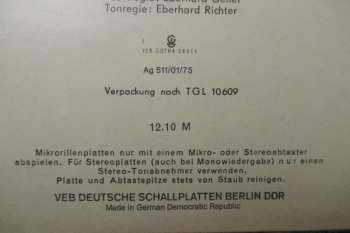 Tonregie: Eberhard Richter
VEB GOTHA DRUCK
Ag 511/01/75
Verpackung nach TGL 10609
12.10 M
Mikrorillenplatten nur mit einem Mikro- oder Stereoabtaster
abspielen. Für Stereoplatten (auch bei Monowiedergabe) nur einen
Stereo-Tonabnehmer verwenden.
Platte und Abtastspitze stets von Staub reinigen.
VEB DEUTSCHE SCHALLPLATTEN BERLIN DDR
Made in German Democratic Republic